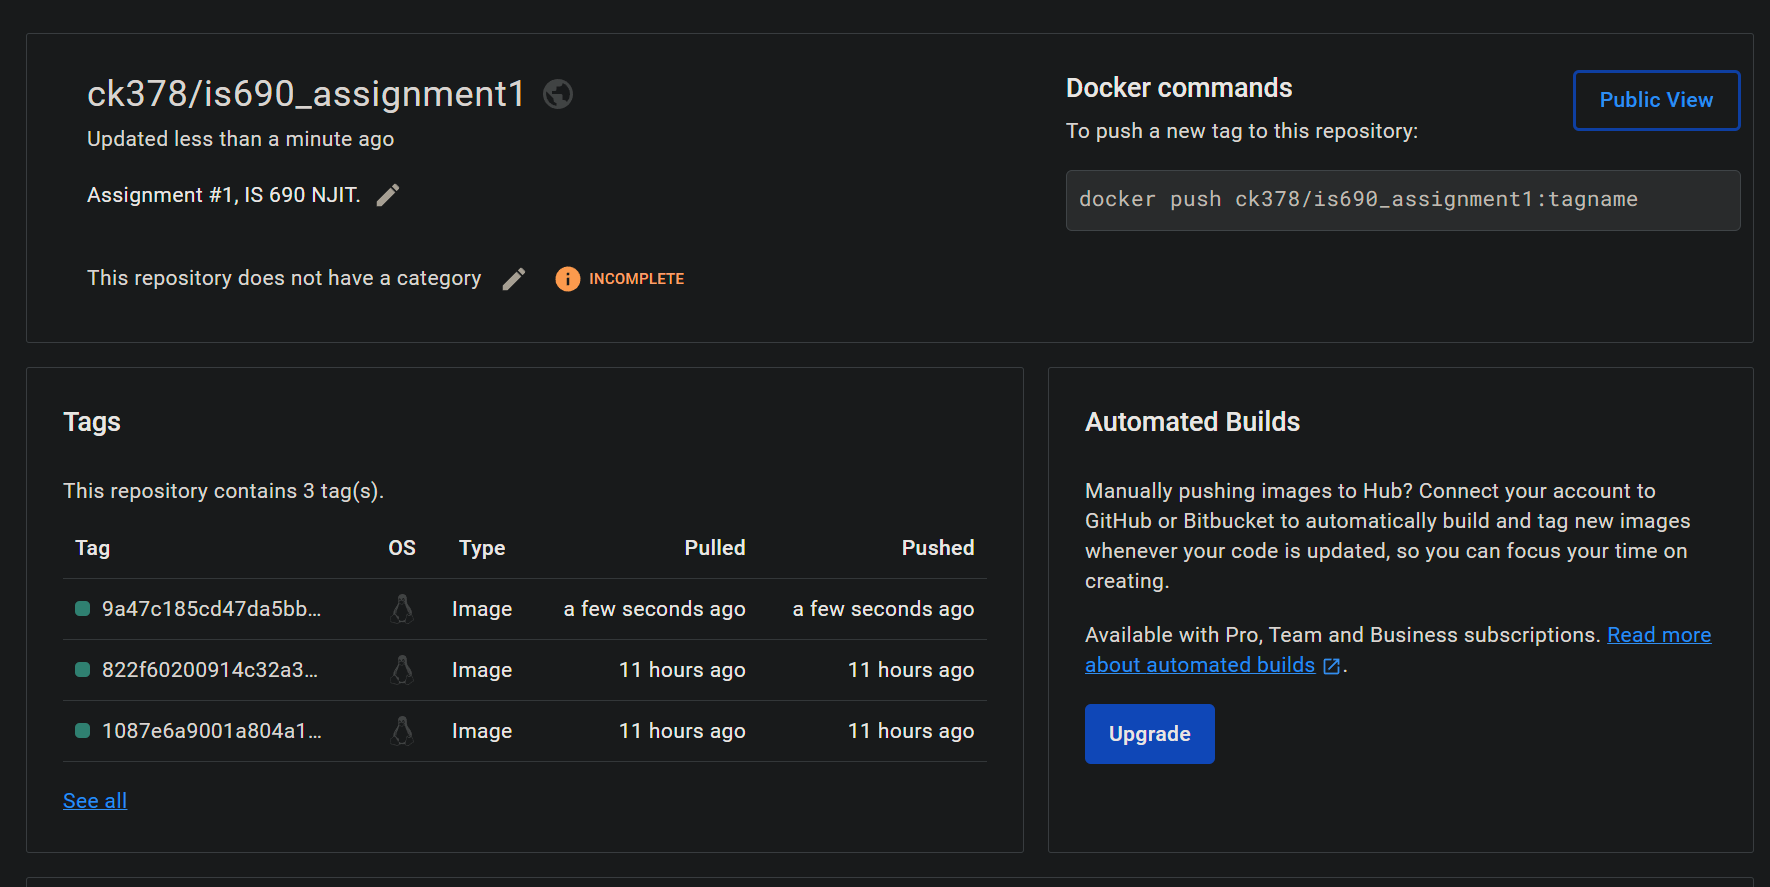 ck378/is690_assignment1
Updated less than a minute ago
Assignment #1, IS 690 NJIT.
This repository does not have a category
INCOMPLETE
Docker commands
To push a new tag to this repository:
Public View
docker push ck378/is690_assignment1:tagname
Tags
This repository contains 3 tag(s).
Tag OS Type Pulled Pushed
9a47c185cd47da5bb... Image a few seconds ago a few seconds ago
822f60200914c32a3... Image 11 hours ago 11 hours ago
1087e6a9001a804a1... Image 11 hours ago 11 hours ago
See all
Automated Builds
Manually pushing images to Hub? Connect your account to
GitHub or Bitbucket to automatically build and tag new images
whenever your code is updated, so you can focus your time on
creating.
Available with Pro, Team and Business subscriptions. Read more
about automated builds.
Upgrade